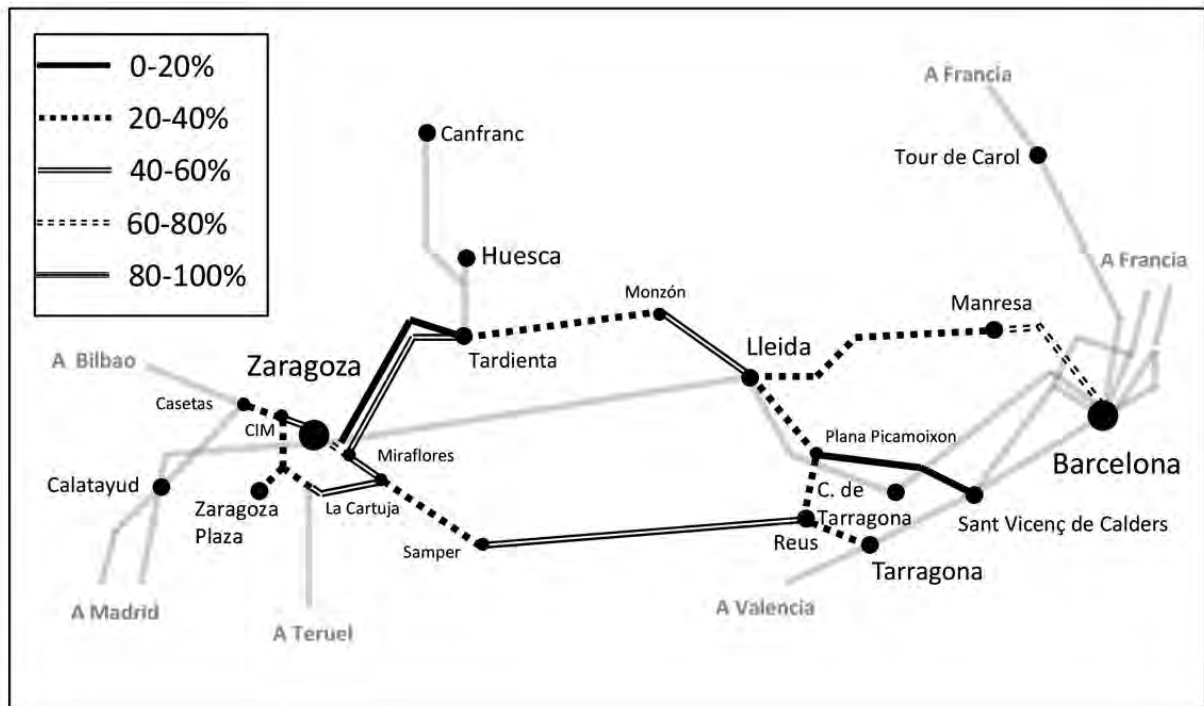 0-20%
20-40%
40-60%
60-80%
80-100%
A Francia
Canfranc
Tour de Carol
Huesca
A Francia
Monzón
Manresa
A Bilbao
Zaragoza
Tardienta
Lleida
Casetas
CIM
Miraflores
Plana Picamoixon
Barcelona
Calatayud
Zaragoza
Plaza
La Cartuja
C. de
Tarragona
Sant Vicenç de Calders
Samper
Reus
Tarragona
A Madrid
A Teruel
A Valencia